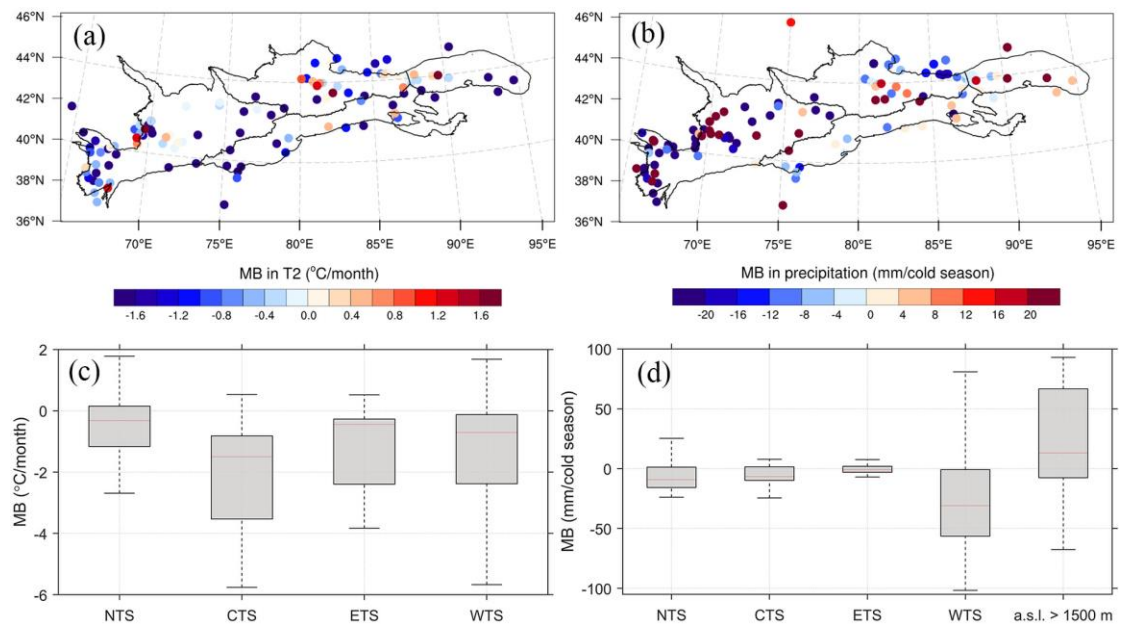 (a)
46°N
44°N
42°N
40°N
38°N
36°N
70°E 75°E 80°E 85°E 90°E 95°E
MB in T2 (°C/month)
-1.6 -1.2 -0.8 -0.4 0.0 0.4 0.8 1.2 1.6
(b)
46°N
44°N
42°N
40°N
38°N
36°N
70°E 75°E 80°E 85°E 90°E 95°E
MB in precipitation (mm/cold season)
-20 -16 -12 -8 -4 0 4 8 12 16 20
(c)
MB (°C/month)
2
0
-2
-4
-6
NTS CTS ETS WTS
(d)
MB (mm/cold season)
100
50
0
-50
-100
NTS CTS ETS WTS a.s.l. > 1500 m